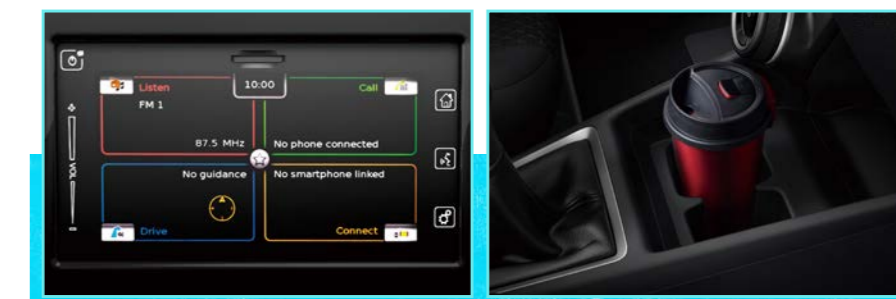 Listen
10:00
Call
FM 1
87.5 MHz
No phone connected
No guidance
No smartphone linked
VOL
Drive
Connect